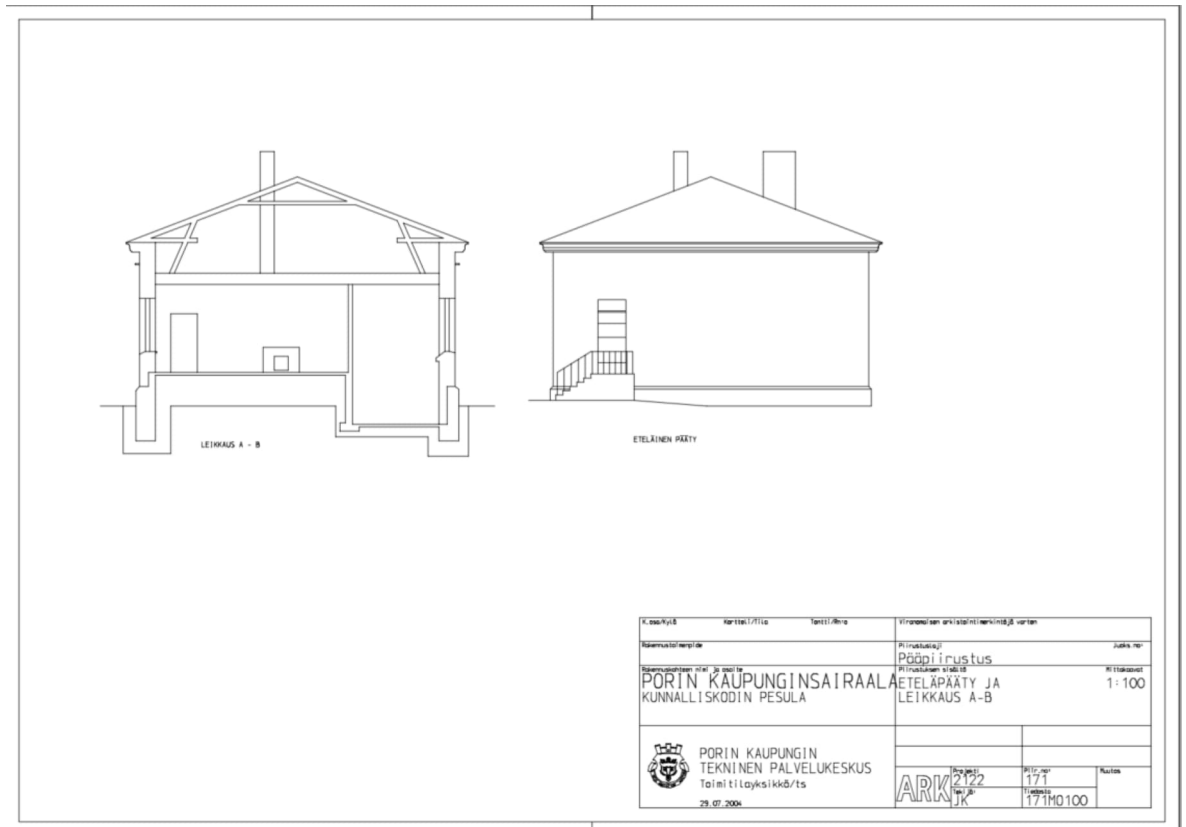 LEIKKAUS A - B
ETELÄINEN PÄÄTY
K.osa/Kylä Kortteli/Tila Tontti/Rn:o Viranomaisen arkistointimerkintöjä varten
Rakennustoimenpide Piirustuslaji Juoks.no:
Pääpiirustus
Rakennuskohteen nimi ja osoite Piirustuksen sisältö Mittakaavat
PORIN KAUPUNGINSAIRAALA ETELÄPÄÄTY JA 1:100
KUNNALLISKODIN PESULA LEIKKAUS A-B
PORIN KAUPUNGIN
TEKNINEN PALVELUKESKUS
Toimitilayksikkö/ts
29.07.2004
ARK
Projekti Piir.no: Muutos
2122 171
Tekijä: Tiedosto
JK 171M0100